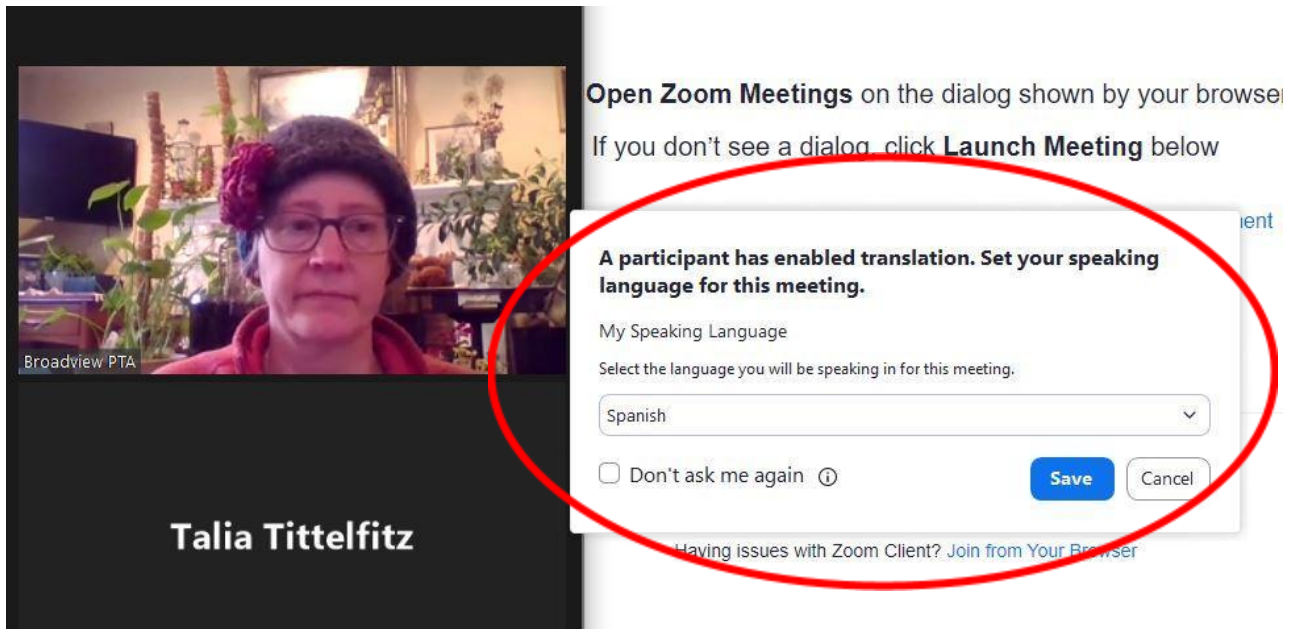 Broadview PTA
Talia Tittelfitz
Open Zoom Meetings on the dialog shown by your browser
If you don't see a dialog, click Launch Meeting below
A participant has enabled translation. Set your speaking
language for this meeting.
My Speaking Language
Select the language you will be speaking in for this meeting.
Spanish
Don't ask me again
Save
Cancel
Having issues with Zoom Client? Join from Your Browser